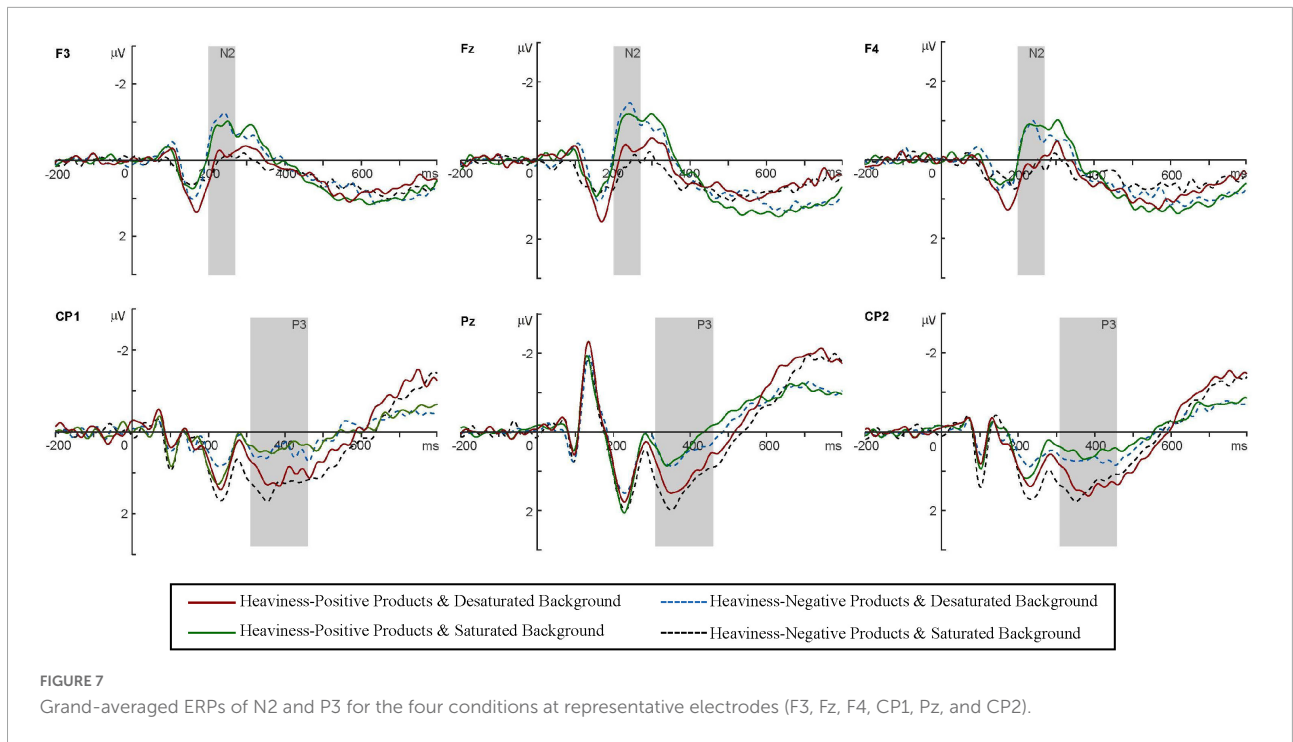 F3
μV
N2
-2
-200
0
200
400
600
ms
2
Fz
μV
N2
-2
-200
0
200
400
600
ms
2
F4
μV
N2
-2
-200
0
200
400
600
ms
2
CP1
μV
P3
-2
-200
0
200
400
600
ms
2
Pz
μV
P3
-2
-200
0
200
400
600
ms
2
CP2
μV
P3
-2
-200
0
200
400
600
ms
2
Heaviness-Positive Products & Desaturated Background
Heaviness-Negative Products & Desaturated Background
Heaviness-Positive Products & Saturated Background
Heaviness-Negative Products & Saturated Background
FIGURE 7
Grand-averaged ERPs of N2 and P3 for the four conditions at representative electrodes (F3, Fz, F4, CP1, Pz, and CP2).